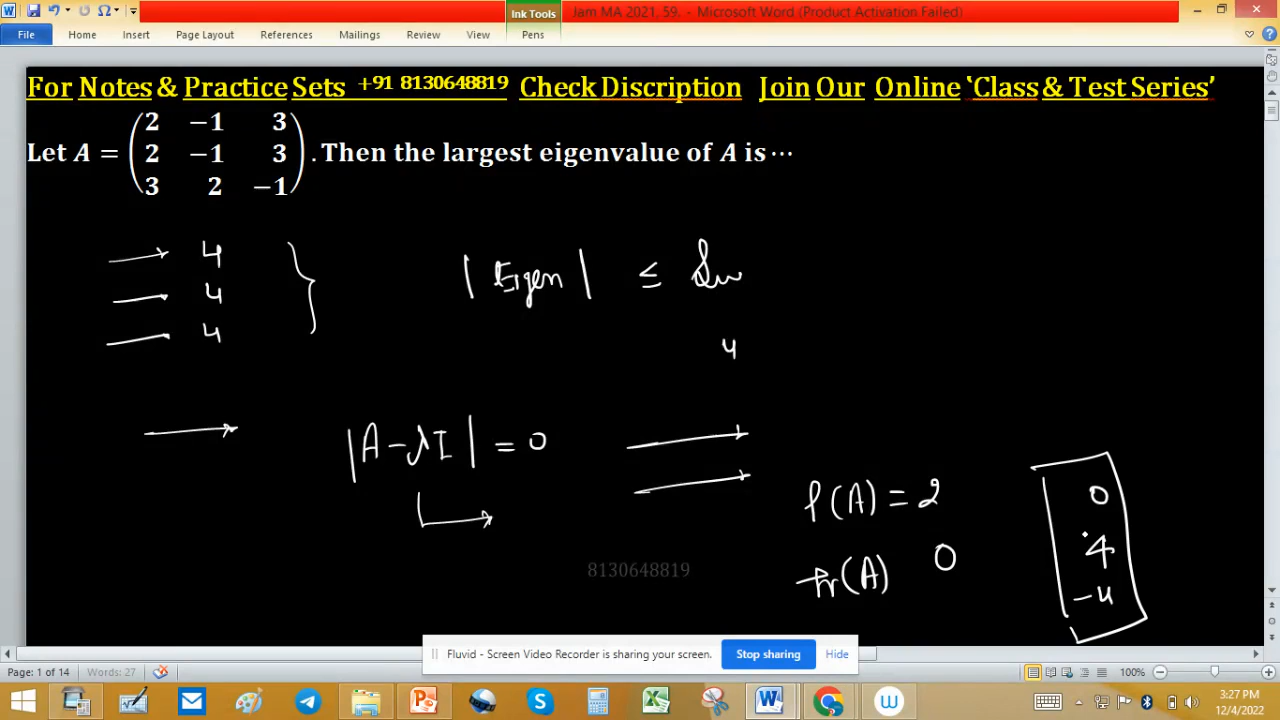 Ink Tools
Jam MA 2021, 59. - Microsoft Word (Product Activation Failed)
File Home Insert Page Layout References Mailings Review View Pens
For Notes & Practice Sets +91 8130648819 Check Discription Join Our Online 'Class & Test Series'
Let A = (2 −1 3
2 −1 3
3 2 −1) . Then the largest eigenvalue of A is ⋯
→ 4
→ 4
→ 4 }
| Eigen | ≤
4
→ |A − λI| = 0 →
→
ρ(A) = 2
tr(A) 0
0
4
−4
8130648819
Fluvid - Screen Video Recorder is sharing your screen. Stop sharing Hide
Page: 1 of 14 Words: 27 100%
3:27 PM
12/4/2022